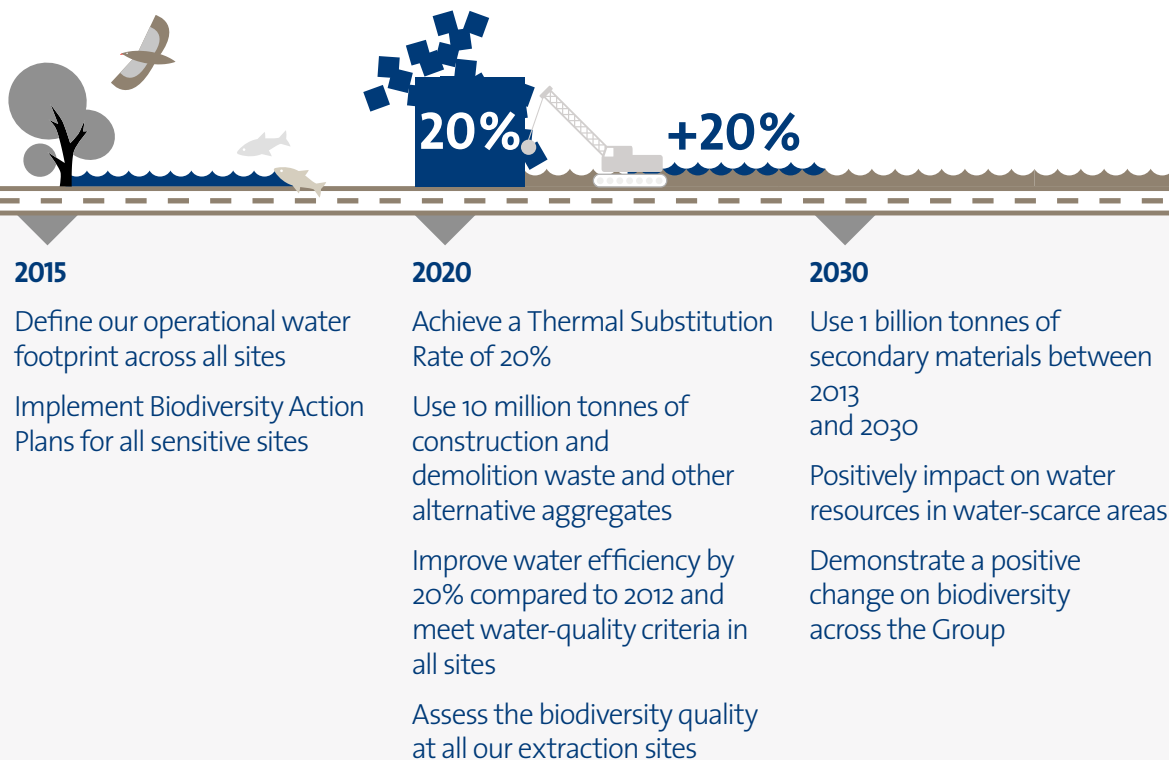 20%
+20%
2015
Define our operational water
footprint across all sites
Implement Biodiversity Action
Plans for all sensitive sites
2020
Achieve a Thermal Substitution
Rate of 20%
Use 10 million tonnes of
construction and
demolition waste and other
alternative aggregates
Improve water efficiency by
20% compared to 2012 and
meet water-quality criteria in
all sites
Assess the biodiversity quality
at all our extraction sites
2030
Use 1 billion tonnes of
secondary materials between
2013
and 2030
Positively impact on water
resources in water-scarce areas
Demonstrate a positive
change on biodiversity
across the Group